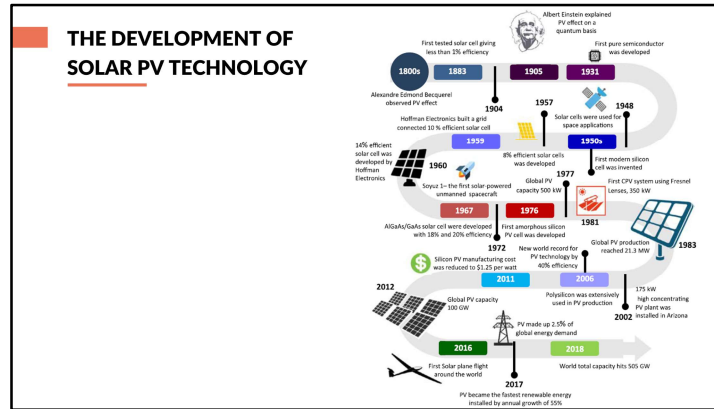 THE DEVELOPMENT OF
SOLAR PV TECHNOLOGY
Albert Einstein explained
PV effect on a
quantum basis
First tested solar cell giving
less than 1% efficiency
First pure semiconductor
was developed
1800s
1883
1905
1931
Alexandre Edmond Becquerel
observed PV effect
1904
1957
1948
Solar cells were used for
space applications
Hoffman Electronics built a grid
connected 10 % efficient solar cell
1959
1950s
14% efficient
solar cell was
developed by
Hoffman
Electronics
8% efficient solar cells
was developed
First modern silicon
cell was invented
1960
Soyuz 1– the first solar-powered
unmanned spacecraft
1977
Global PV
capacity 500 kW
First CPV system using Fresnel
Lenses, 350 kW
1967
1976
1981
AlGaAs/GaAs solar cell were developed
with 18% and 20% efficiency
First amorphous silicon
PV cell was developed
1972
Global PV production
reached 21.3 MW
1983
New world record for
PV technology by
40% efficiency
Silicon PV manufacturing cost
was reduced to $1.25 per watt
$
2011
2006
2012
Global PV capacity
100 GW
Polysilicon was extensively
used in PV production
2002
175 kW
high concentrating
PV plant was
installed in Arizona
PV made up 2.5% of
global energy demand
2016
2018
First Solar plane flight
around the world
2017
World total capacity hits 505 GW
PV became the fastest renewable energy
installed by annual growth of 55%